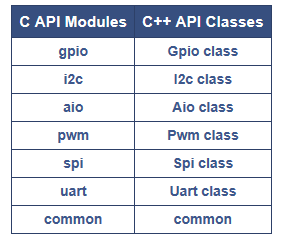 C API Modules C++ API Classes
gpio Gpio class
i2c I2c class
aio Aio class
pwm Pwm class
spi Spi class
uart Uart class
common common